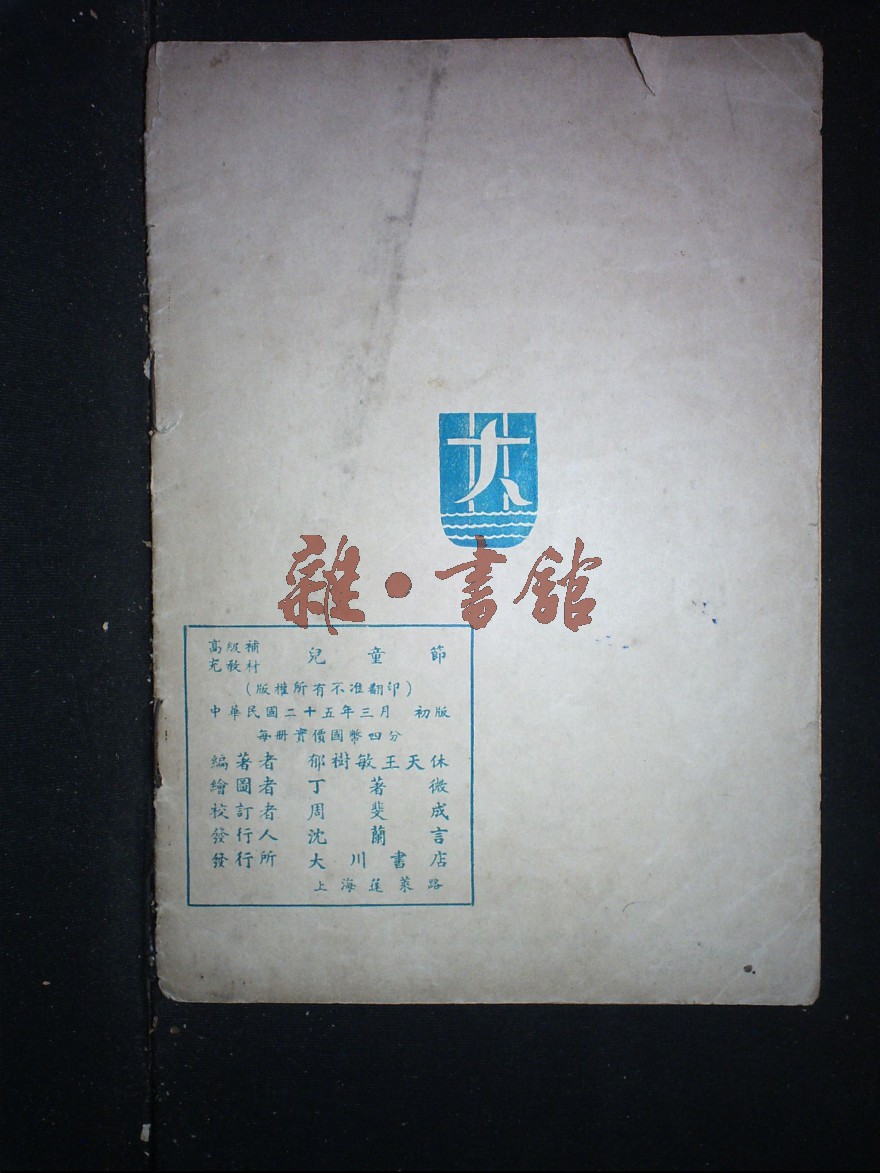 大
雜·書館
高級補
充教材
兒童節
(版權所有不准翻印)
中華民國二十五年三月 初版
每册實價國幣四分
編著者 郁樹敏王天休
繪圖者 丁著微
校訂者 周斐成
發行人 沈蘭言
發行所 大川書店
上海蓬萊路